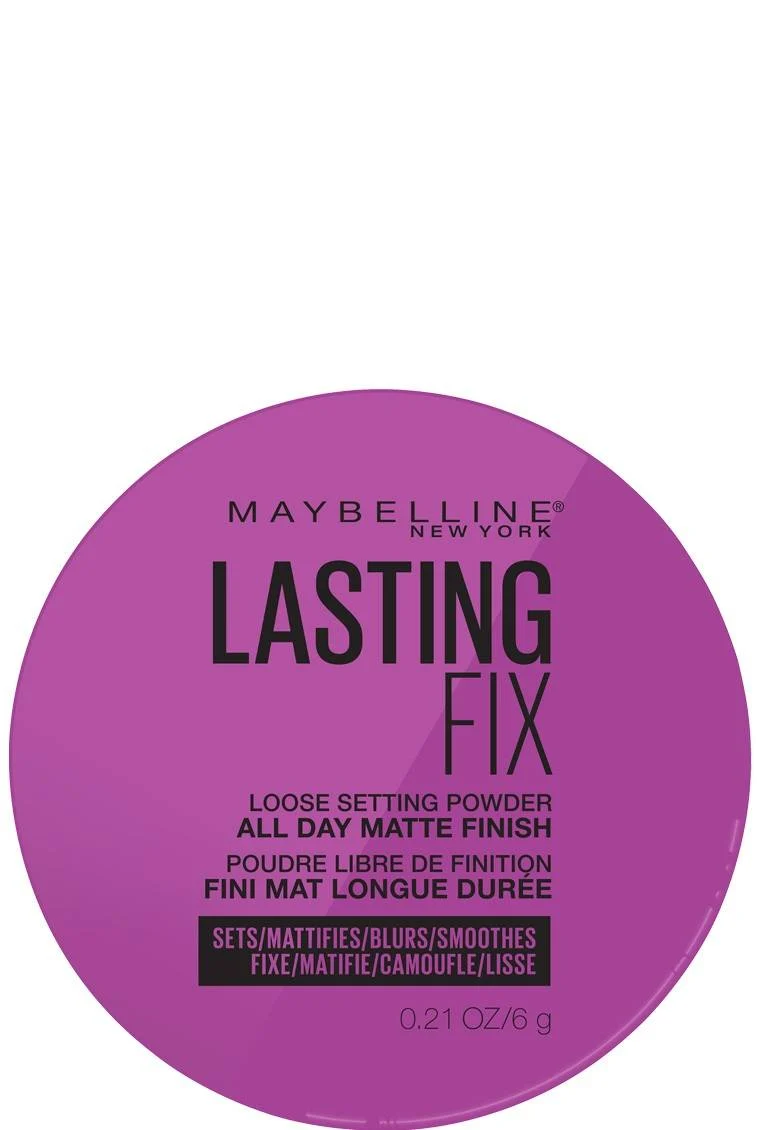 MAYBELLINE®
NEW YORK
LASTING
FIX
LOOSE SETTING POWDER
ALL DAY MATTE FINISH
POUDRE LIBRE DE FINITION
FINI MAT LONGUE DURÉE
SETS/MATTIFIES/BLURS/SMOOTHES
FIXE/MATIFIE/CAMOUFLE/LISSE
0.21 OZ/6 g